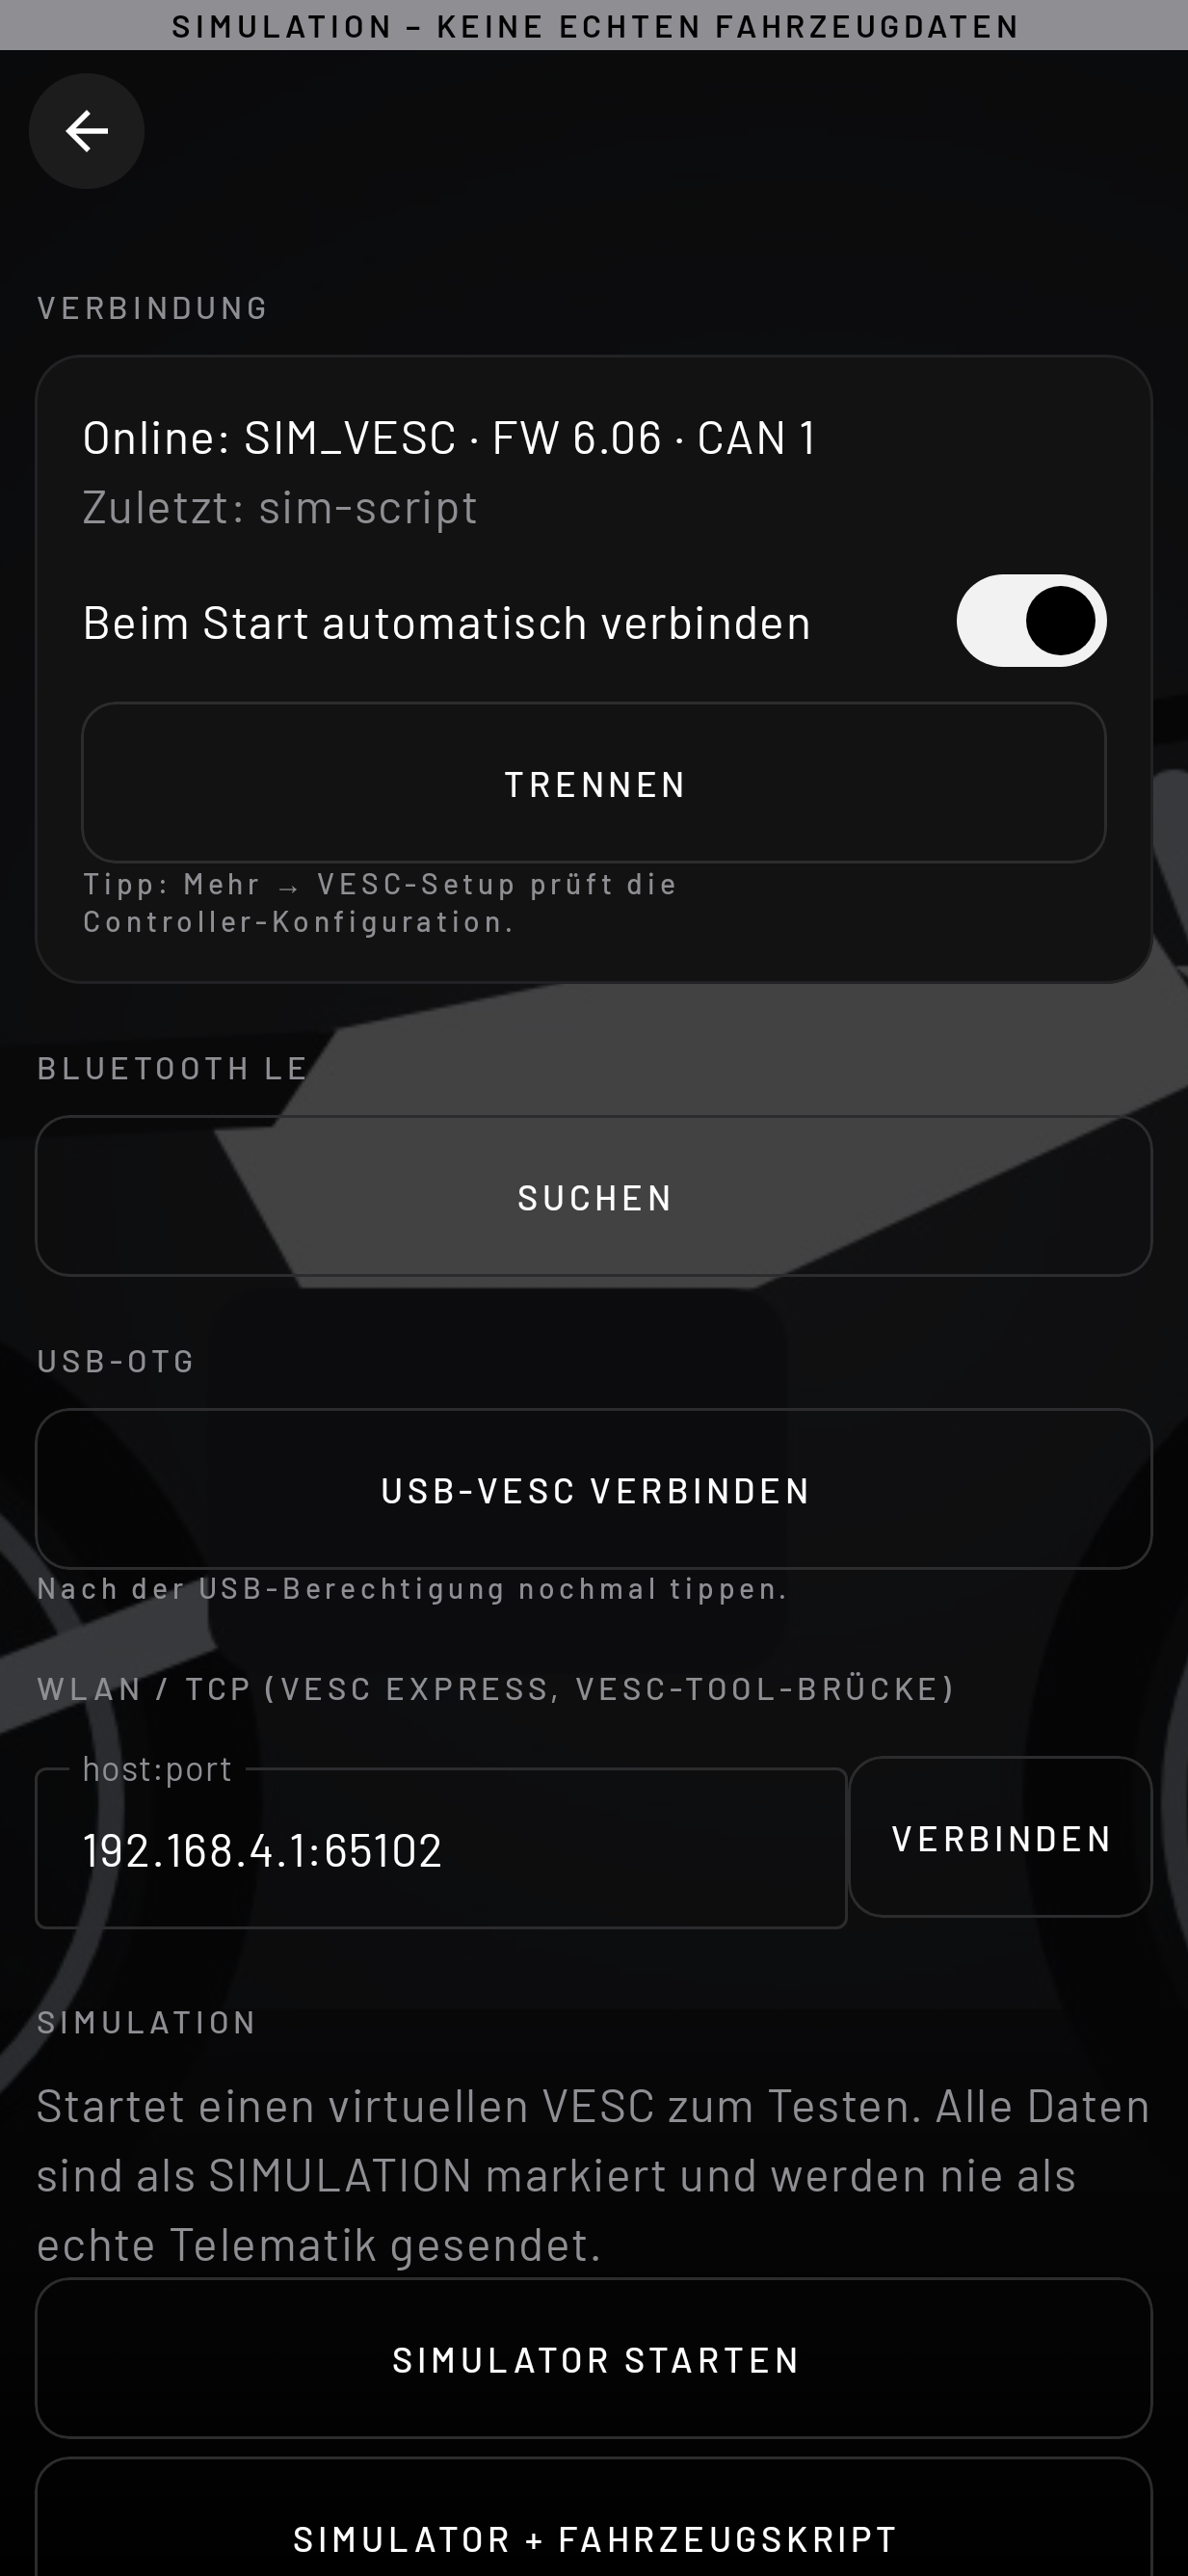 SIMULATION – KEINE ECHTEN FAHRZEUGDATEN
VERBINDUNG
Online: SIM_VESC · FW 6.06 · CAN 1
Zuletzt: sim-script
Beim Start automatisch verbinden
TRENNEN
Tipp: Mehr → VESC-Setup prüft die
Controller-Konfiguration.
BLUETOOTH LE
SUCHEN
USB-OTG
USB-VESC VERBINDEN
Nach der USB-Berechtigung nochmal tippen.
WLAN / TCP (VESC EXPRESS, VESC-TOOL-BRÜCKE)
host:port
192.168.4.1:65102
VERBINDEN
SIMULATION
Startet einen virtuellen VESC zum Testen. Alle Daten
sind als SIMULATION markiert und werden nie als
echte Telematik gesendet.
SIMULATOR STARTEN
SIMULATOR + FAHRZEUGSKRIPT